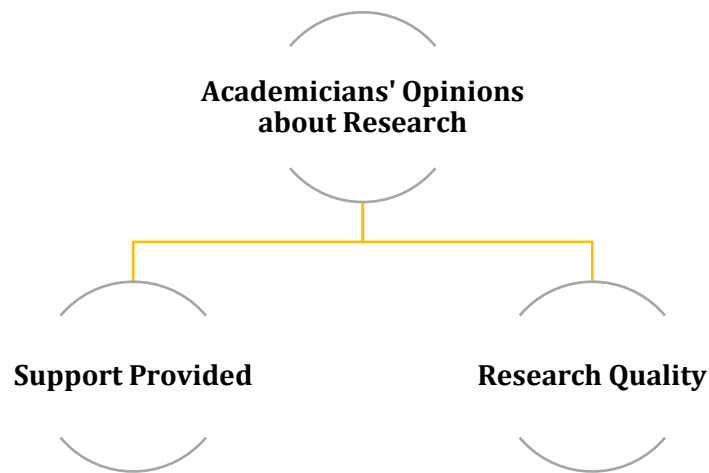 Academicians' Opinions
about Research
Support Provided
Research Quality